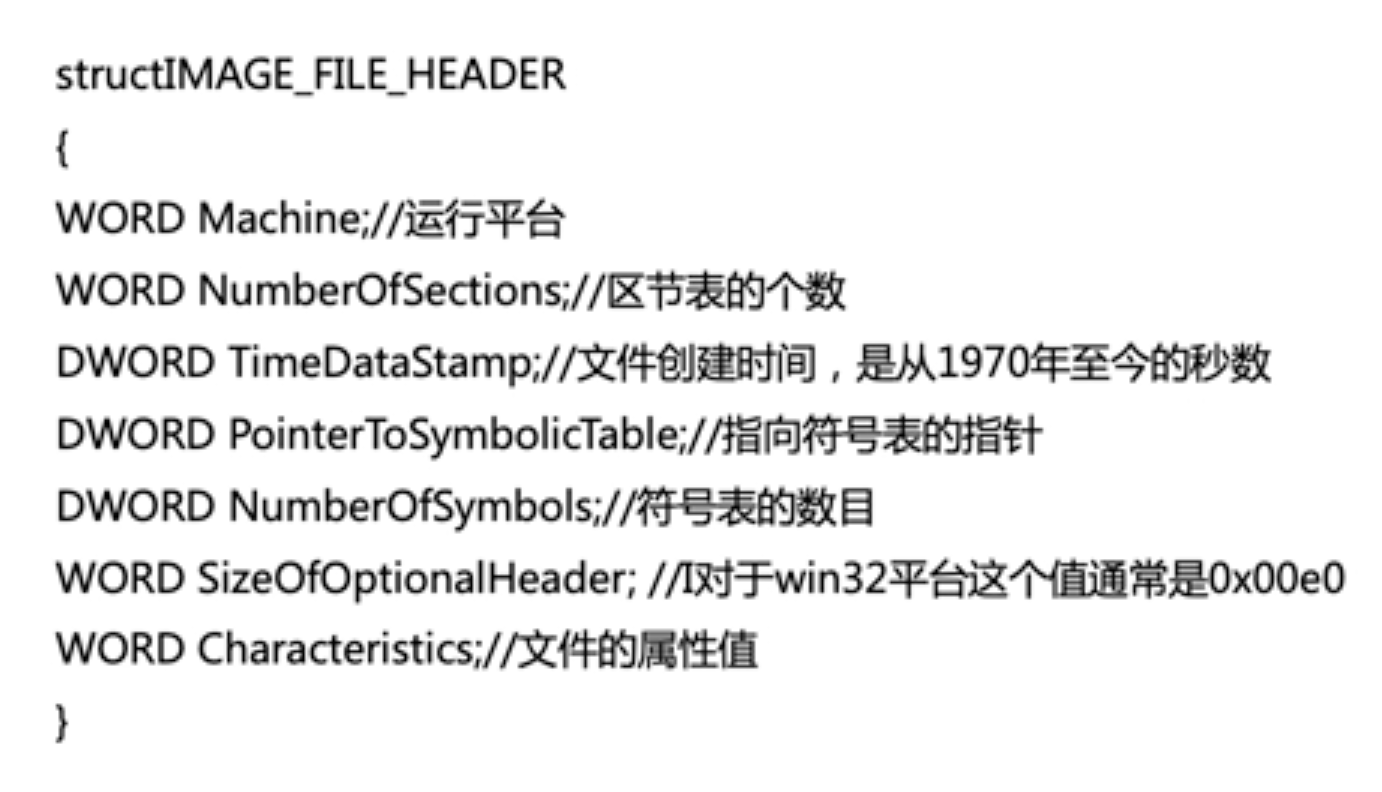 structIMAGE_FILE_HEADER
{
WORD Machine;//运行平台
WORD NumberOfSections;//区节表的个数
DWORD TimeDataStamp;//文件创建时间，是从1970年至今的秒数
DWORD PointerToSymbolicTable;//指向符号表的指针
DWORD NumberOfSymbols;//符号表的数目
WORD SizeOfOptionalHeader; //I对于win32平台这个值通常是0x00e0
WORD Characteristics;//文件的属性值
}